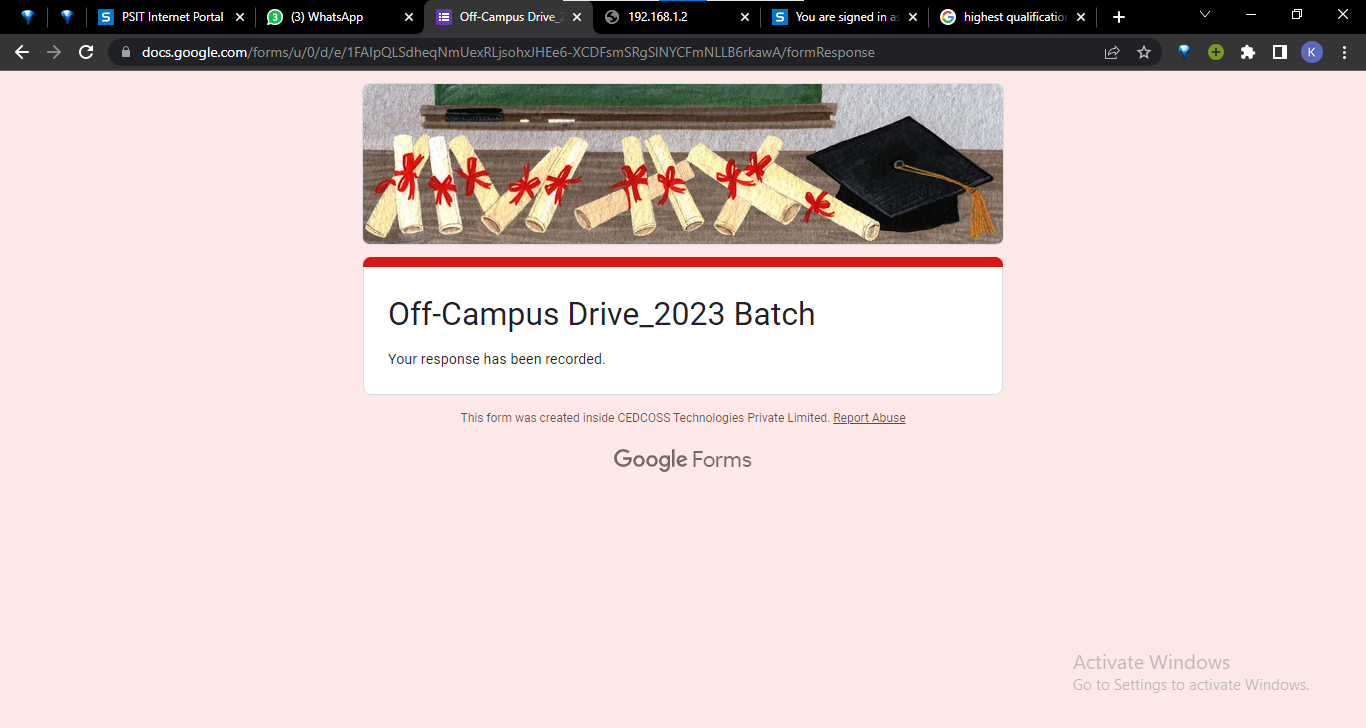 PSIT Internet Portal
(3) WhatsApp
Off-Campus Drive_2
192.168.1.2
You are signed in as
highest qualification
docs.google.com/forms/u/0/d/e/1FAIpQLSdheqNmUexRLjsohxJHEe6-XCDFsmSRgSlNYCFmNLLB6rkawA/formResponse
K
Off-Campus Drive_2023 Batch
Your response has been recorded.
This form was created inside CEDCOSS Technologies Private Limited. Report Abuse
Google Forms
Activate Windows
Go to Settings to activate Windows.